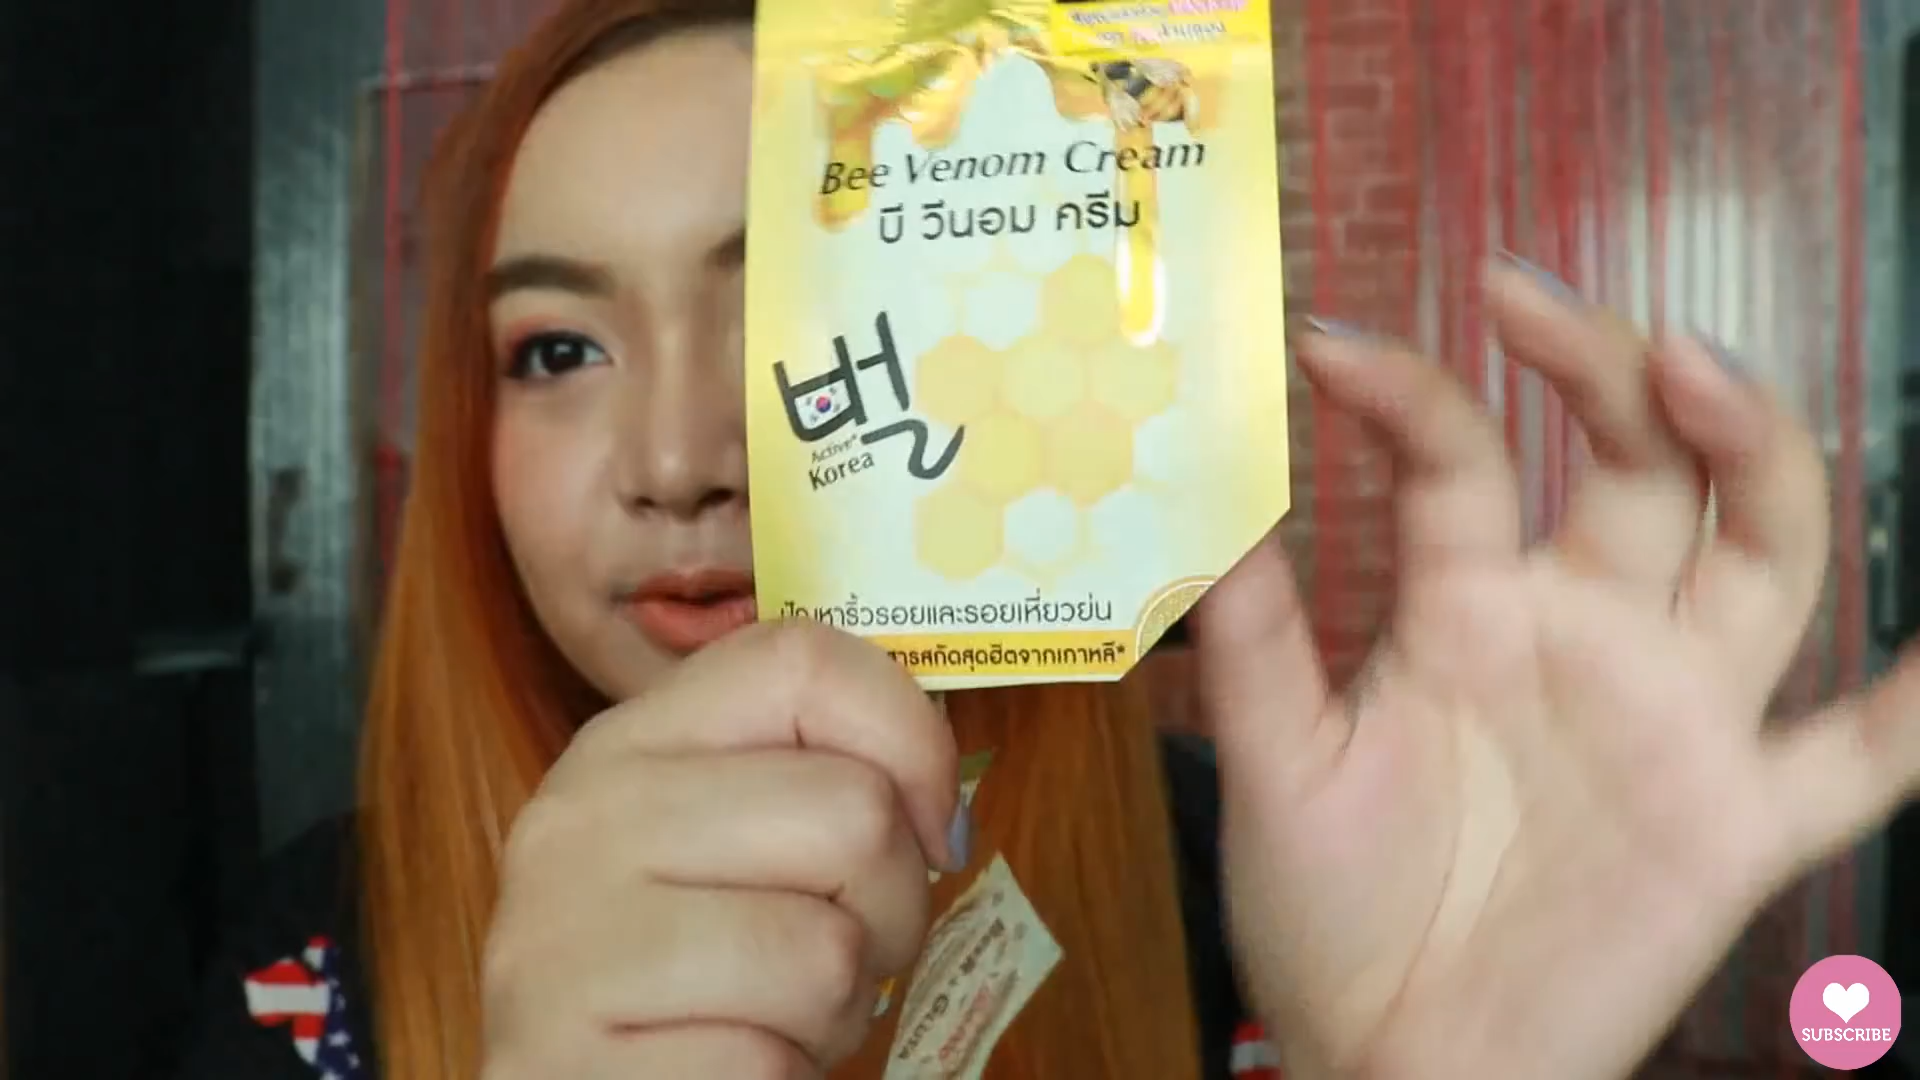 Bee Venom Cream
บี วีนอม ครีม
벌
Active*
Korea
ปัญหาริ้วรอยและรอยเหี่ยวย่น
สารสกัดสุดฮิตจากเกาหลี*
SUBSCRIBE